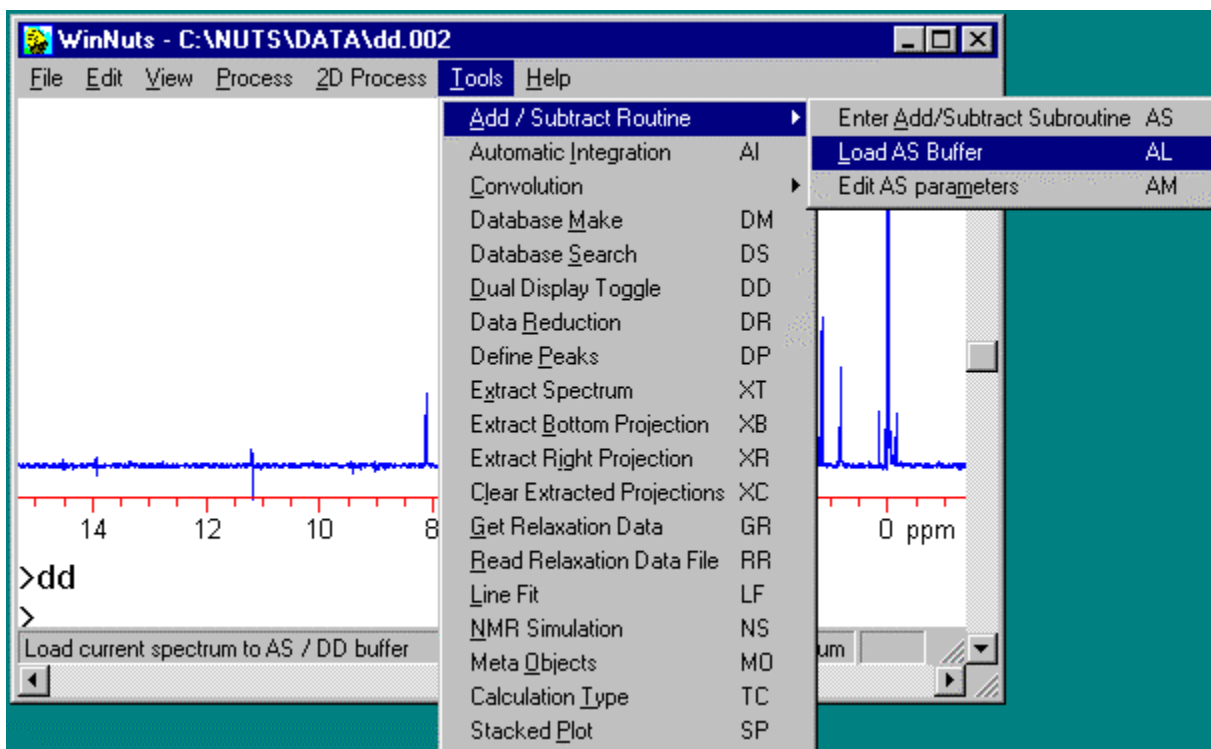 WinNuts - C:\NUTS\DATA\dd.002
File Edit View Process 2D Process Tools Help
Add / Subtract Routine
Enter Add/Subtract Subroutine AS
Load AS Buffer AL
Edit AS parameters AM
Automatic Integration AI
Convolution
Database Make DM
Database Search DS
Dual Display Toggle DD
Data Reduction DR
Define Peaks DP
Extract Spectrum XT
Extract Bottom Projection XB
Extract Right Projection XR
Clear Extracted Projections XC
Get Relaxation Data GR
Read Relaxation Data File RR
Line Fit LF
NMR Simulation NS
Meta Objects MO
Calculation Type TC
Stacked Plot SP
14 12 10 8 0 ppm
>dd
>
Load current spectrum to AS / DD buffer um